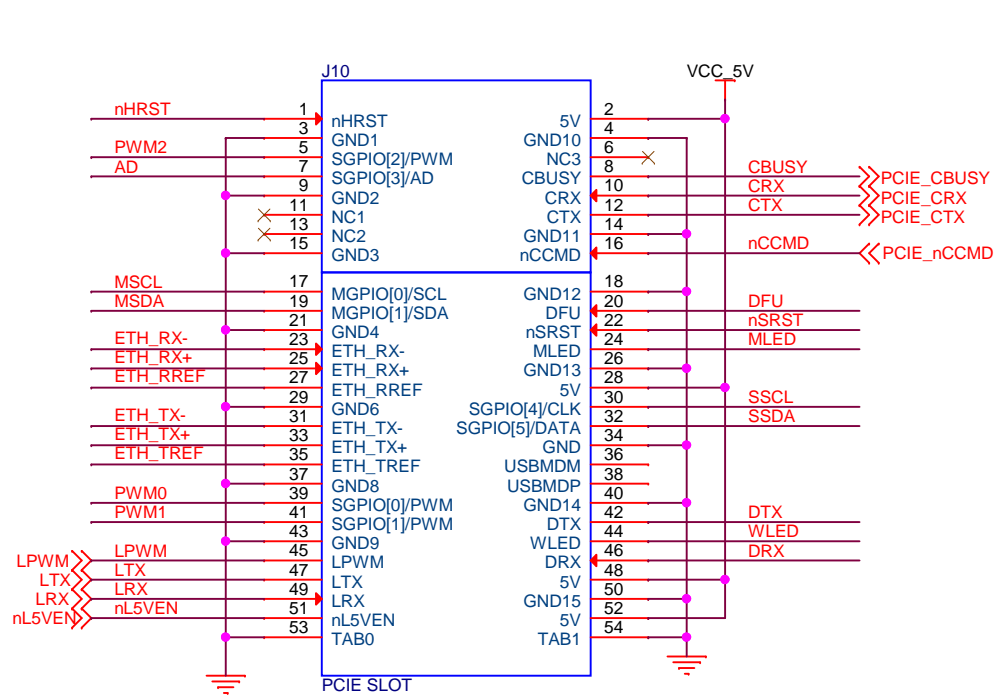 J10
VCC_5V
nHRST 1 nHRST 5V 2
3 GND1 GND10 4
PWM2 5 SGPIO[2]/PWM NC3 6
AD 7 SGPIO[3]/AD CBUSY 8 CBUSY PCIE_CBUSY
9 GND2 CRX 10 CRX PCIE_CRX
11 NC1 CTX 12 CTX PCIE_CTX
13 NC2 GND11 14
15 GND3 nCCMD 16 nCCMD PCIE_nCCMD
MSCL 17 MGPIO[0]/SCL GND12 18
MSDA 19 MGPIO[1]/SDA DFU 20 DFU
21 GND4 nSRST 22 nSRST
ETH_RX- 23 ETH_RX- MLED 24 MLED
ETH_RX+ 25 ETH_RX+ GND13 26
ETH_RREF 27 ETH_RREF 5V 28
29 GND6 SGPIO[4]/CLK 30 SSCL
ETH_TX- 31 ETH_TX- SGPIO[5]/DATA 32 SSDA
ETH_TX+ 33 ETH_TX+ GND 34
ETH_TREF 35 ETH_TREF USBMDM 36
37 GND8 USBMDP 38
PWM0 39 SGPIO[0]/PWM GND14 40
PWM1 41 SGPIO[1]/PWM DTX 42 DTX
43 GND9 WLED 44 WLED
LPWM LPWM 45 LPWM DRX 46 DRX
LTX LTX 47 LTX 5V 48
LRX LRX 49 LRX GND15 50
nL5VEN nL5VEN 51 nL5VEN 5V 52
53 TAB0 TAB1 54
PCIE SLOT